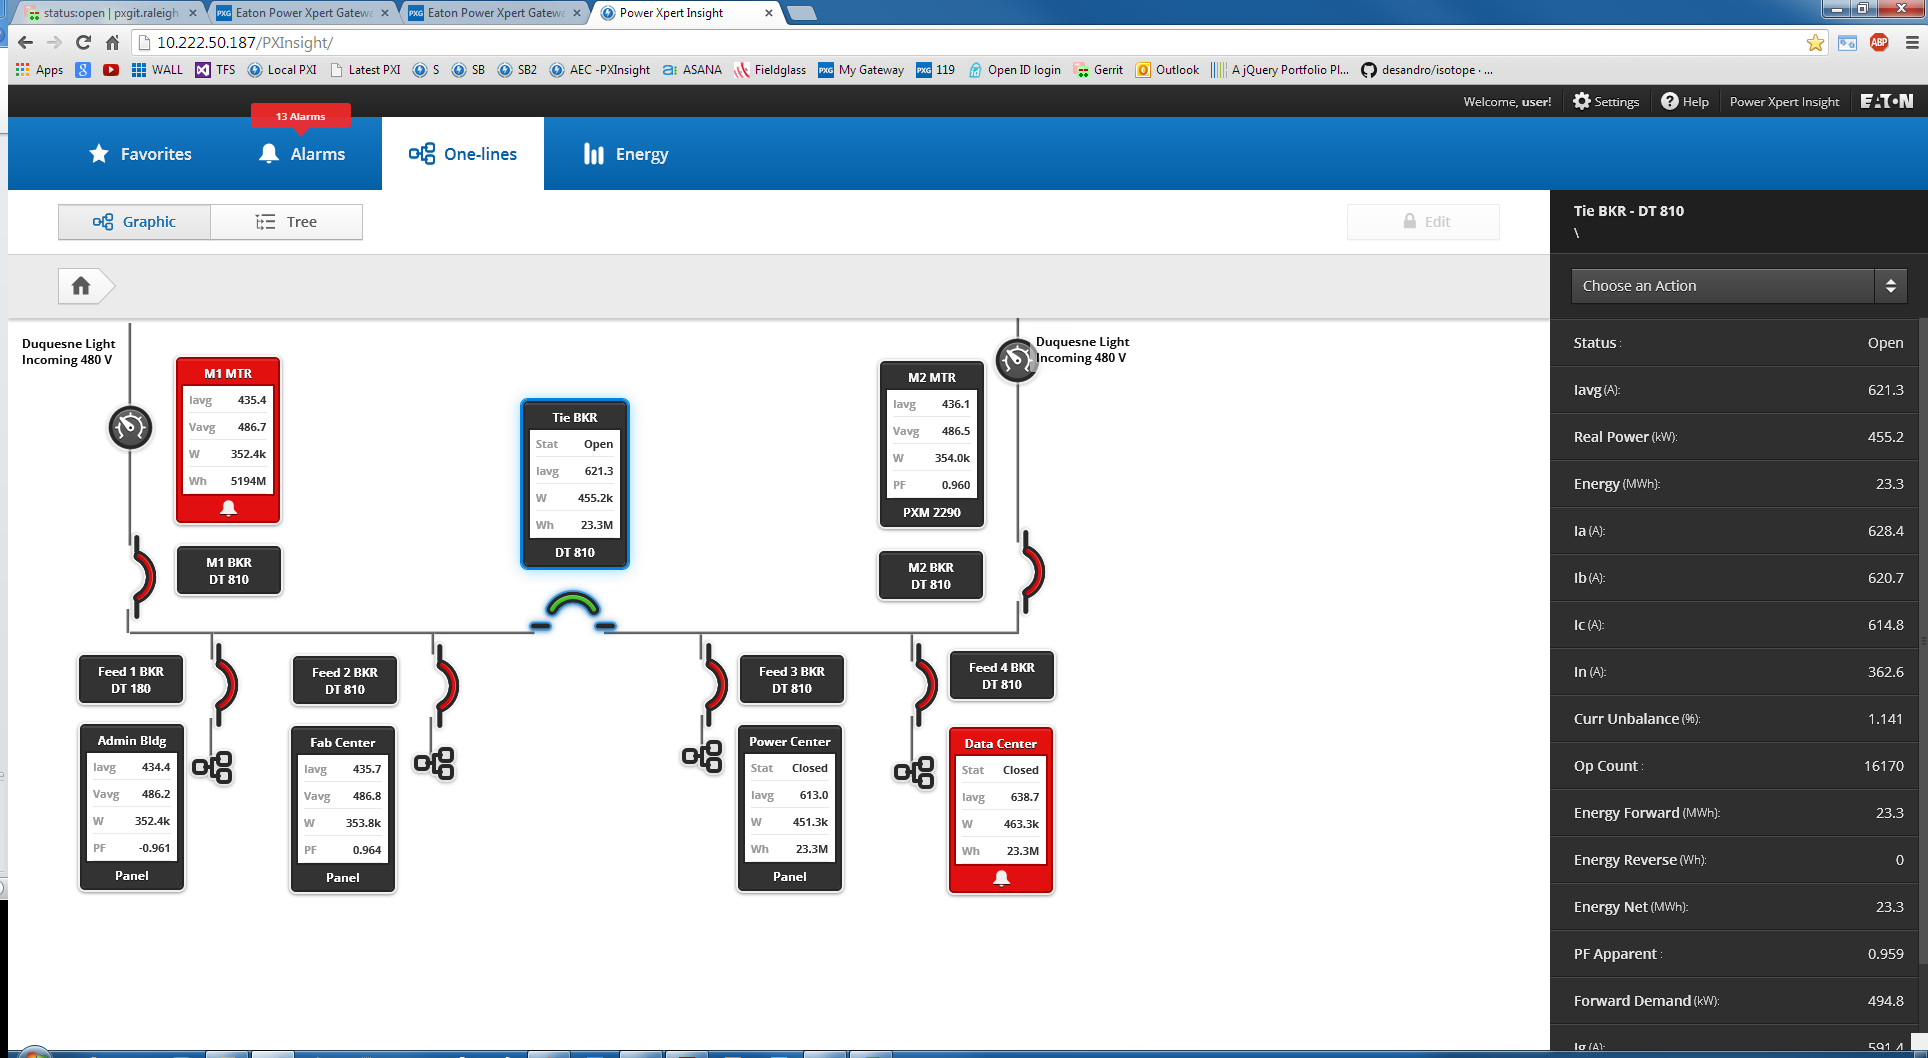 status:open | pxgit.raleigh
Eaton Power Xpert Gatewa
Eaton Power Xpert Gatewa
Power Xpert Insight
10.222.50.187/PXInsight/
Apps
WALL
TFS
Local PXI
Latest PXI
S
SB
SB2
AEC -PXInsight
ASANA
Fieldglass
My Gateway
119
Open ID login
Gerrit
Outlook
A jQuery Portfolio Pl...
desandro/isotope · ...
ABP
Welcome, user!
Settings
Help
Power Xpert Insight
EATON
13 Alarms
Favorites
Alarms
One-lines
Energy
Graphic
Tree
Edit
Duquesne Light
Incoming 480 V
M1 MTR
Iavg 435.4
Vavg 486.7
W 352.4k
Wh 5194M
M1 BKR
DT 810
Tie BKR
Stat Open
Iavg 621.3
W 455.2k
Wh 23.3M
DT 810
M2 MTR
Iavg 436.1
Vavg 486.5
W 354.0k
PF 0.960
PXM 2290
Duquesne Light
Incoming 480 V
M2 BKR
DT 810
Feed 1 BKR
DT 180
Feed 2 BKR
DT 810
Feed 3 BKR
DT 810
Feed 4 BKR
DT 810
Admin Bldg
Iavg 434.4
Vavg 486.2
W 352.4k
PF -0.961
Panel
Fab Center
Iavg 435.7
Vavg 486.8
W 353.8k
PF 0.964
Panel
Power Center
Stat Closed
Iavg 613.0
W 451.3k
Wh 23.3M
Panel
Data Center
Stat Closed
Iavg 638.7
W 463.3k
Wh 23.3M
Tie BKR - DT 810
\
Choose an Action
Status : Open
Iavg (A): 621.3
Real Power (kW): 455.2
Energy (MWh): 23.3
Ia (A): 628.4
Ib (A): 620.7
Ic (A): 614.8
In (A): 362.6
Curr Unbalance (%): 1.141
Op Count : 16170
Energy Forward (MWh): 23.3
Energy Reverse (Wh): 0
Energy Net (MWh): 23.3
PF Apparent : 0.959
Forward Demand (kW): 494.8
Ig (A): 591.4